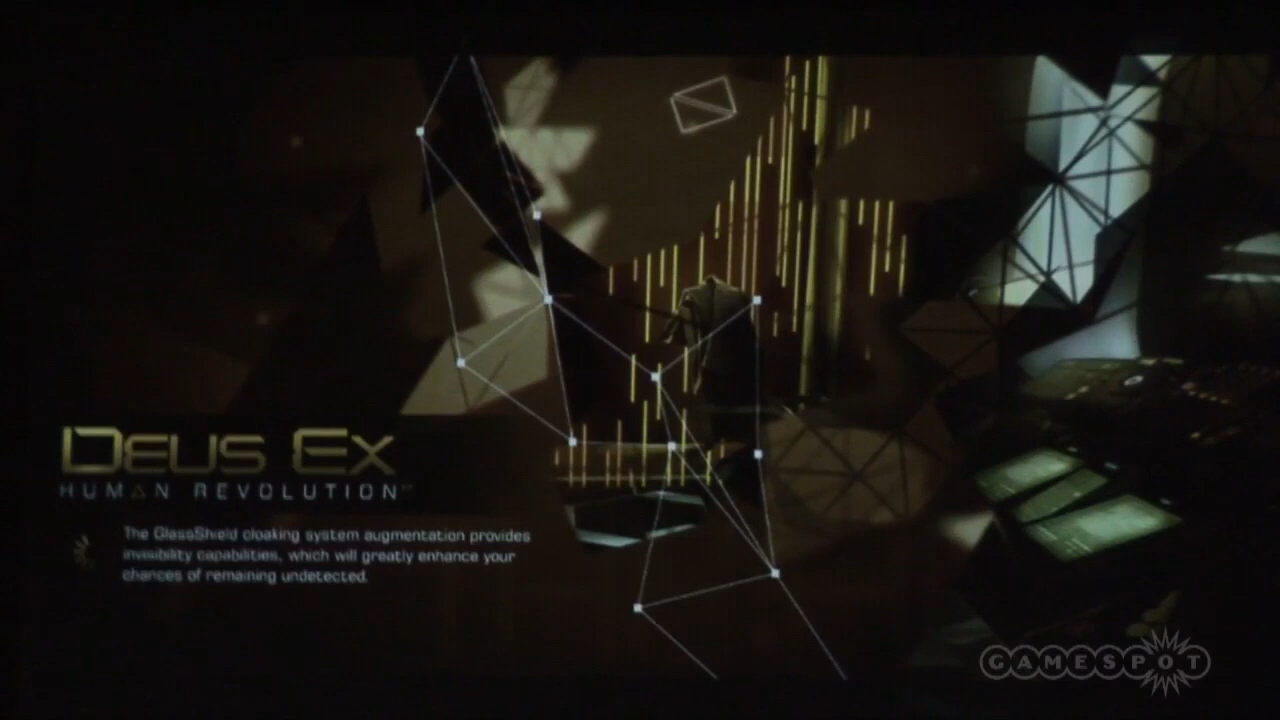 DEUS EX
HUMAN REVOLUTION™
The GlassShield cloaking system augmentation provides
invisibility capabilities, which will greatly enhance your
chances of remaining undetected.
GAMESPOT